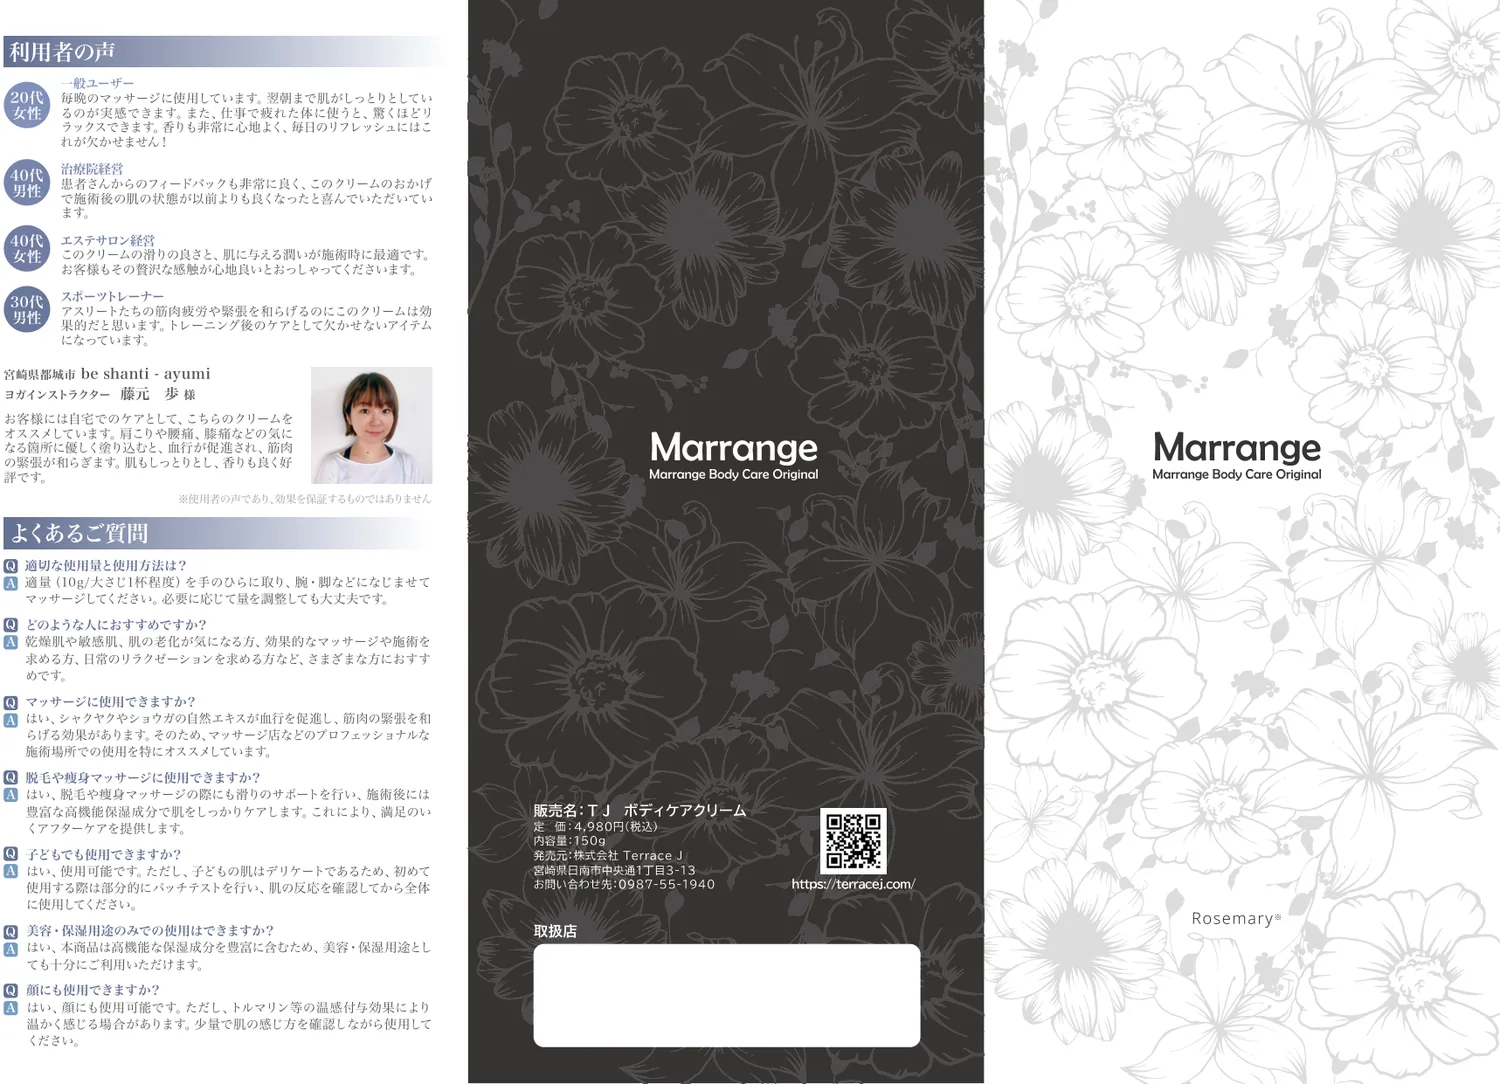 利用者の声
20代
女性
一般ユーザー
毎晩のマッサージに使用しています。翌朝まで肌がしっとりとしてい
るのが実感できます。また、仕事で疲れた体に使うと、驚くほどリ
ラックスできます。香りも非常に心地よく、毎日のリフレッシュにはこ
れが欠かせません！
40代
男性
治療院経営
患者さんからのフィードバックも非常に良く、このクリームのおかげ
で施術後の肌の状態が以前よりも良くなったと喜んでいただいてい
ます。
40代
女性
エステサロン経営
このクリームの滑りの良さと、肌に与える潤いが施術時に最適です。
お客様もその贅沢な感触が心地良いとおっしゃってくださいます。
30代
男性
スポーツトレーナー
アスリートたちの筋肉疲労や緊張を和らげるのにこのクリームは効
果的だと思います。トレーニング後のケアとして欠かせないアイテム
になっています。
宮崎県都城市 be shanti - ayumi
ヨガインストラクター 藤元 歩 様
お客様には自宅でのケアとして、こちらのクリームを
オススメしています。肩こりや腰痛、膝痛などの気に
なる箇所に優しく塗り込むと、血行が促進され、筋肉
の緊張が和らぎます。肌もしっとりとし、香りも良く好
評です。
※使用者の声であり、効果を保証するものではありません
よくあるご質問
Q 適切な使用量と使用方法は？
A 適量（10g/大さじ1杯程度）を手のひらに取り、腕・脚などになじませて
マッサージしてください。必要に応じて量を調整しても大丈夫です。
Q どのような人におすすめですか？
A 乾燥肌や敏感肌、肌の老化が気になる方、効果的なマッサージや施術を
求める方、日常のリラクゼーションを求める方など、さまざまな方におすす
めです。
Q マッサージに使用できますか？
A はい、シャクヤクやショウガの自然エキスが血行を促進し、筋肉の緊張を和
らげる効果があります。そのため、マッサージ店などのプロフェッショナルな
施術場所での使用を特にオススメしています。
Q 脱毛や痩身マッサージに使用できますか？
A はい、脱毛や痩身マッサージの際にも滑りのサポートを行い、施術後には
豊富な高機能保湿成分で肌をしっかりケアします。これにより、満足のい
くアフターケアを提供します。
Q 子どもでも使用できますか？
A はい、使用可能です。ただし、子どもの肌はデリケートであるため、初めて
使用する際は部分的にパッチテストを行い、肌の反応を確認してから全体
に使用してください。
Q 美容・保湿用途のみでの使用はできますか？
A はい、本商品は高機能な保湿成分を豊富に含むため、美容・保湿用途とし
ても十分にご利用いただけます。
Q 顔にも使用できますか？
A はい、顔にも使用可能です。ただし、トルマリン等の温感付与効果により
温かく感じる場合があります。少量で肌の感じ方を確認しながら使用して
ください。
Marrange
Marrange Body Care Original
販売名：ＴＪ ボディケアクリーム
定 価：4,980円（税込）
内容量：150g
発売元：株式会社 Terrace J
宮崎県日南市中央通1丁目3-13
お問い合わせ先：0987-55-1940
https://terracej.com/
取扱店
Marrange
Marrange Body Care Original
Rosemary※